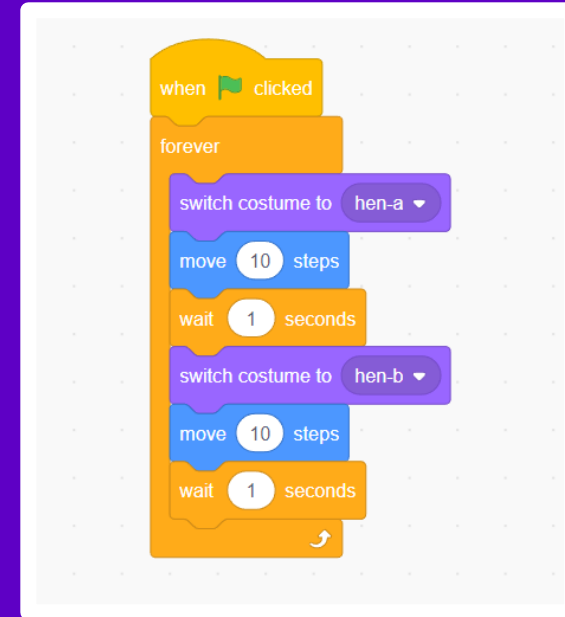 when clicked
forever
switch costume to hen-a
move 10 steps
wait 1 seconds
switch costume to hen-b
move 10 steps
wait 1 seconds